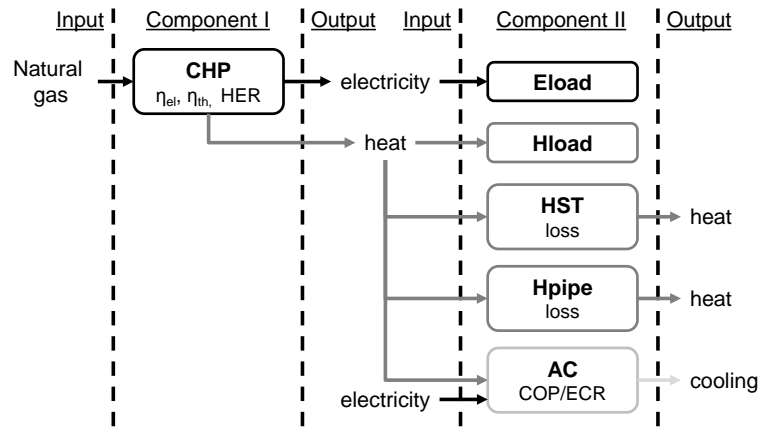 Input Component I Output Input Component II Output
Natural gas
CHP
ηel, ηth, HER
electricity
Eload
heat
Hload
HST
loss
heat
Hpipe
loss
heat
AC
COP/ECR
electricity
cooling